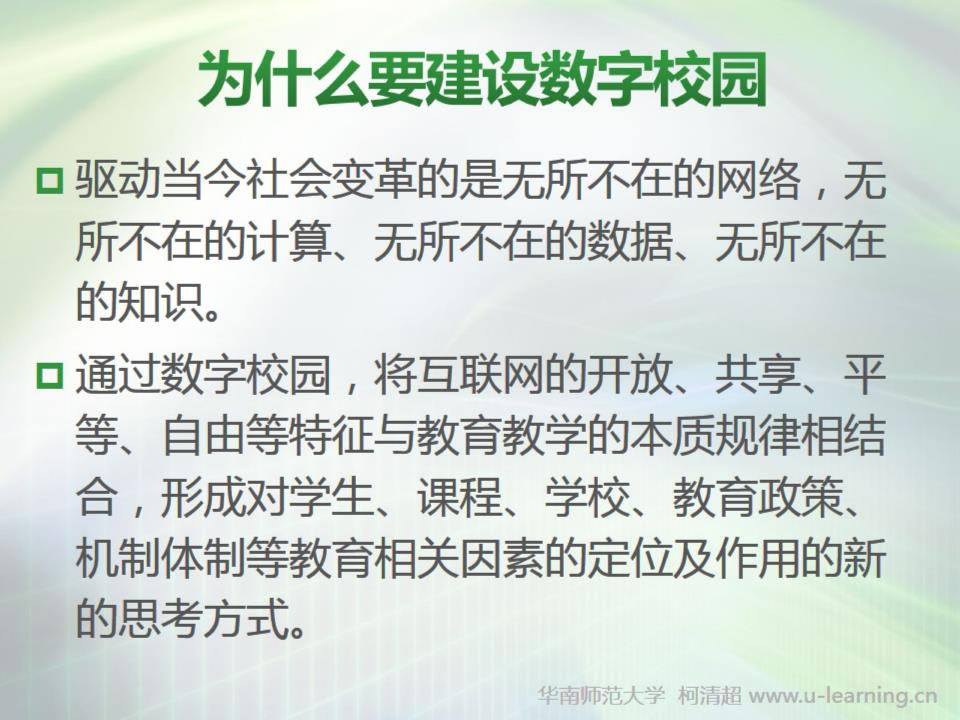 为什么要建设数字校园
驱动当今社会变革的是无所不在的网络，无
所不在的计算、无所不在的数据、无所不在
的知识。
通过数字校园，将互联网的开放、共享、平
等、自由等特征与教育教学的本质规律相结
合，形成对学生、课程、学校、教育政策、
机制体制等教育相关因素的定位及作用的新
的思考方式。
华南师范大学 柯清超 www.u-learning.cn